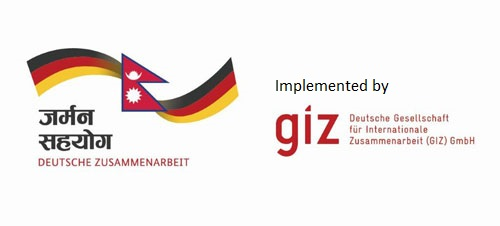 जर्मन
सहयोग
DEUTSCHE ZUSAMMENARBEIT
Implemented by
giz
Deutsche Gesellschaft
für Internationale
Zusammenarbeit (GIZ) GmbH